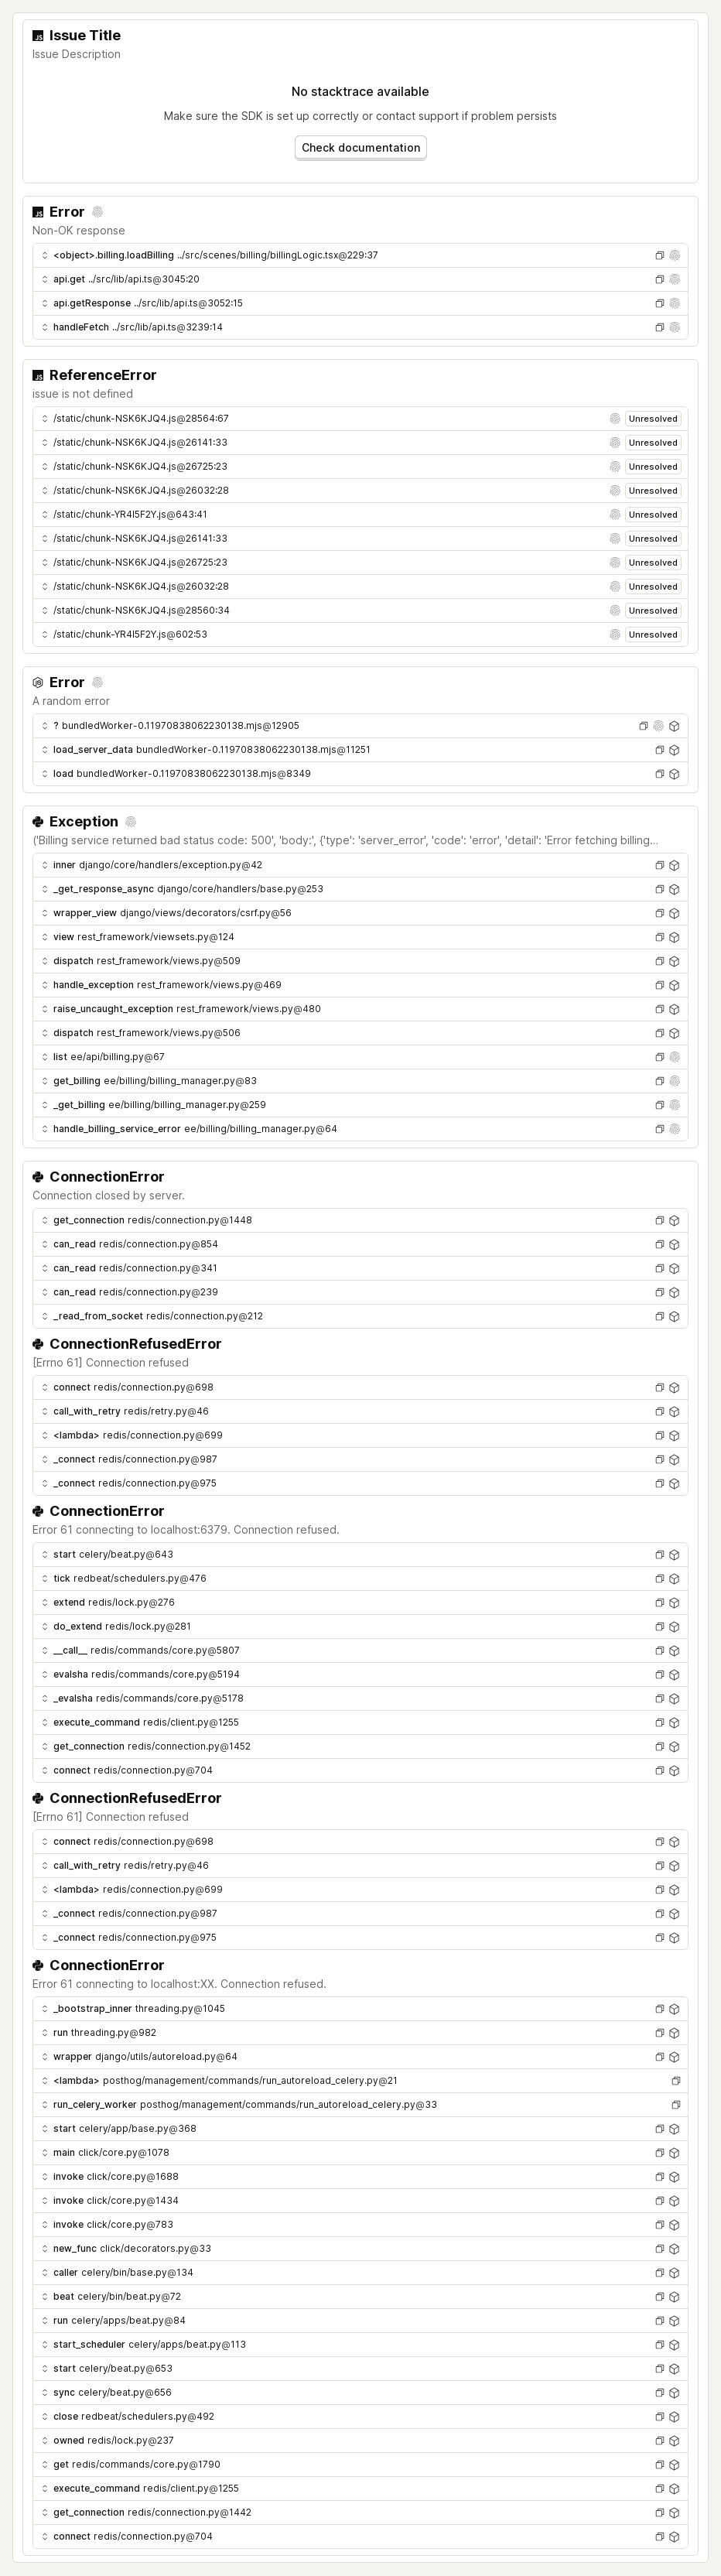 Issue Title
Issue Description
No stacktrace available
Make sure the SDK is set up correctly or contact support if problem persists
Check documentation
Error
Non-OK response
<object>.billing.loadBilling ../src/scenes/billing/billingLogic.tsx@229:37
api.get ../src/lib/api.ts@3045:20
api.getResponse ../src/lib/api.ts@3052:15
handleFetch ../src/lib/api.ts@3239:14
ReferenceError
issue is not defined
/static/chunk-NSK6KJQ4.js@28564:67 Unresolved
/static/chunk-NSK6KJQ4.js@26141:33 Unresolved
/static/chunk-NSK6KJQ4.js@26725:23 Unresolved
/static/chunk-NSK6KJQ4.js@26032:28 Unresolved
/static/chunk-YR4I5F2Y.js@643:41 Unresolved
/static/chunk-NSK6KJQ4.js@26141:33 Unresolved
/static/chunk-NSK6KJQ4.js@26725:23 Unresolved
/static/chunk-NSK6KJQ4.js@26032:28 Unresolved
/static/chunk-NSK6KJQ4.js@28560:34 Unresolved
/static/chunk-YR4I5F2Y.js@602:53 Unresolved
Error
A random error
? bundledWorker-0.11970838062230138.mjs@12905
load_server_data bundledWorker-0.11970838062230138.mjs@11251
load bundledWorker-0.11970838062230138.mjs@8349
Exception
('Billing service returned bad status code: 500', 'body:', {'type': 'server_error', 'code': 'error', 'detail': 'Error fetching billing...
inner django/core/handlers/exception.py@42
_get_response_async django/core/handlers/base.py@253
wrapper_view django/views/decorators/csrf.py@56
view rest_framework/viewsets.py@124
dispatch rest_framework/views.py@509
handle_exception rest_framework/views.py@469
raise_uncaught_exception rest_framework/views.py@480
dispatch rest_framework/views.py@506
list ee/api/billing.py@67
get_billing ee/billing/billing_manager.py@83
_get_billing ee/billing/billing_manager.py@259
handle_billing_service_error ee/billing/billing_manager.py@64
ConnectionError
Connection closed by server.
get_connection redis/connection.py@1448
can_read redis/connection.py@854
can_read redis/connection.py@341
can_read redis/connection.py@239
_read_from_socket redis/connection.py@212
ConnectionRefusedError
[Errno 61] Connection refused
connect redis/connection.py@698
call_with_retry redis/retry.py@46
<lambda> redis/connection.py@699
_connect redis/connection.py@987
_connect redis/connection.py@975
ConnectionError
Error 61 connecting to localhost:6379. Connection refused.
start celery/beat.py@643
tick redbeat/schedulers.py@476
extend redis/lock.py@276
do_extend redis/lock.py@281
__call__ redis/commands/core.py@5807
evalsha redis/commands/core.py@5194
_evalsha redis/commands/core.py@5178
execute_command redis/client.py@1255
get_connection redis/connection.py@1452
connect redis/connection.py@704
ConnectionRefusedError
[Errno 61] Connection refused
connect redis/connection.py@698
call_with_retry redis/retry.py@46
<lambda> redis/connection.py@699
_connect redis/connection.py@987
_connect redis/connection.py@975
ConnectionError
Error 61 connecting to localhost:XX. Connection refused.
_bootstrap_inner threading.py@1045
run threading.py@982
wrapper django/utils/autoreload.py@64
<lambda> posthog/management/commands/run_autoreload_celery.py@21
run_celery_worker posthog/management/commands/run_autoreload_celery.py@33
start celery/app/base.py@368
main click/core.py@1078
invoke click/core.py@1688
invoke click/core.py@1434
invoke click/core.py@783
new_func click/decorators.py@33
caller celery/bin/base.py@134
beat celery/bin/beat.py@72
run celery/apps/beat.py@84
start_scheduler celery/apps/beat.py@113
start celery/beat.py@653
sync celery/beat.py@656
close redbeat/schedulers.py@492
owned redis/lock.py@237
get redis/commands/core.py@1790
execute_command redis/client.py@1255
get_connection redis/connection.py@1442
connect redis/connection.py@704